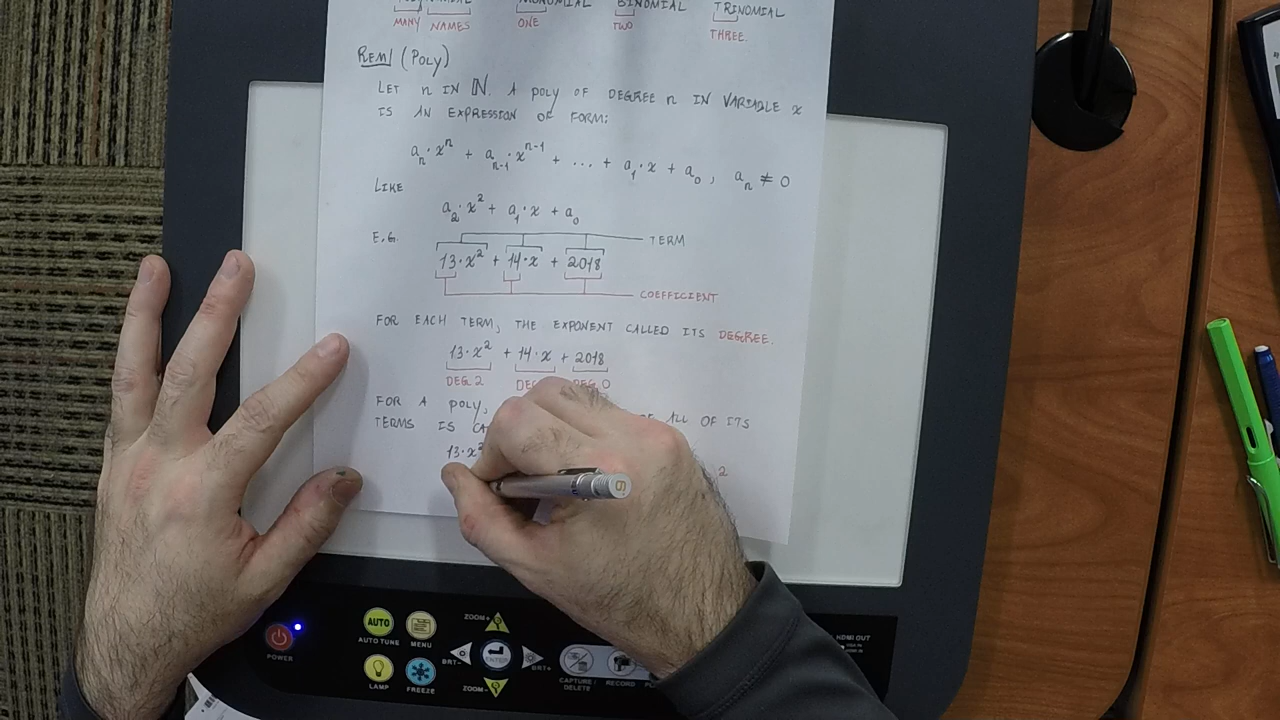 MONOMIAL BINOMIAL TRINOMIAL
MANY NAMES ONE TWO THREE.
REM/ (POLY)
LET n IN ℕ. A POLY OF DEGREE n IN VARIABLE x
IS AN EXPRESSION OF FORM:
aₙ·xⁿ + aₙ₋₁·xⁿ⁻¹ + ... + a₁·x + a₀, aₙ ≠ 0
LIKE
a₂·x² + a₁·x + a₀
E.G.
TERM
13·x² + 14·x + 2018
COEFFICIENT
FOR EACH TERM, THE EXPONENT CALLED ITS DEGREE.
13·x² + 14·x + 2018
DEG 2 0
FOR A POLY, ALL OF ITS
TERMS IS
13·x² 2
POWER
AUTO
AUTO TUNE
MENU
LAMP
FREEZE
ZOOM+
BRT-
ENTER
BRT+
ZOOM-
CAPTURE / DELETE
RECORD
HDMI OUT